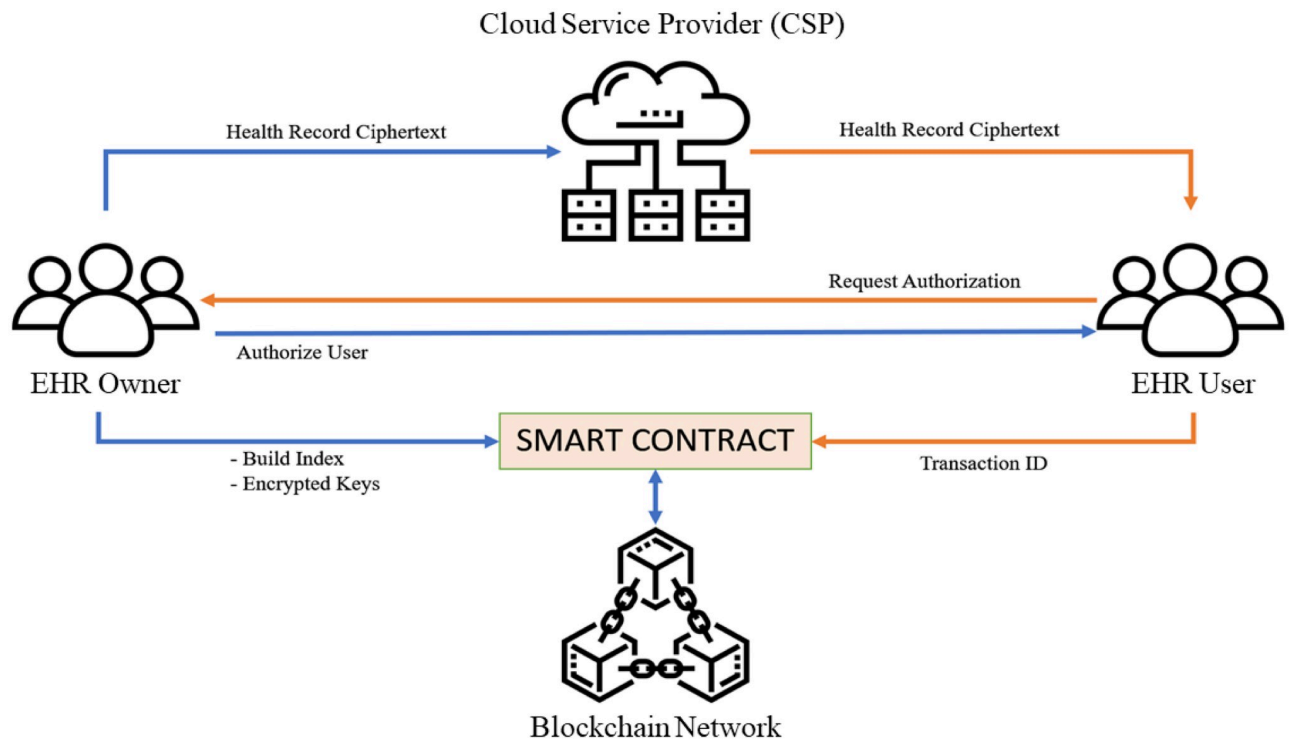 Cloud Service Provider (CSP)
Health Record Ciphertext
Health Record Ciphertext
Request Authorization
Authorize User
EHR Owner
EHR User
SMART CONTRACT
- Build Index
- Encrypted Keys
Transaction ID
Blockchain Network